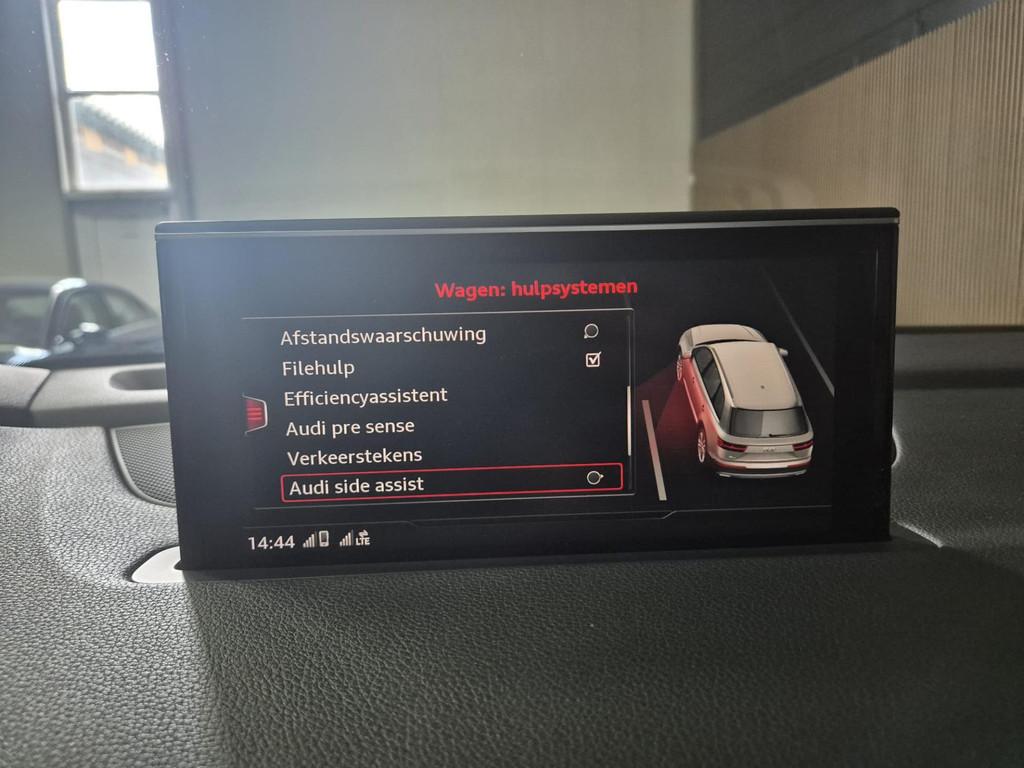 Wagen: hulpsystemen
Afstandswaarschuwing
Filehulp
Efficiencyassistent
Audi pre sense
Verkeerstekens
Audi side assist
14:44 LTE